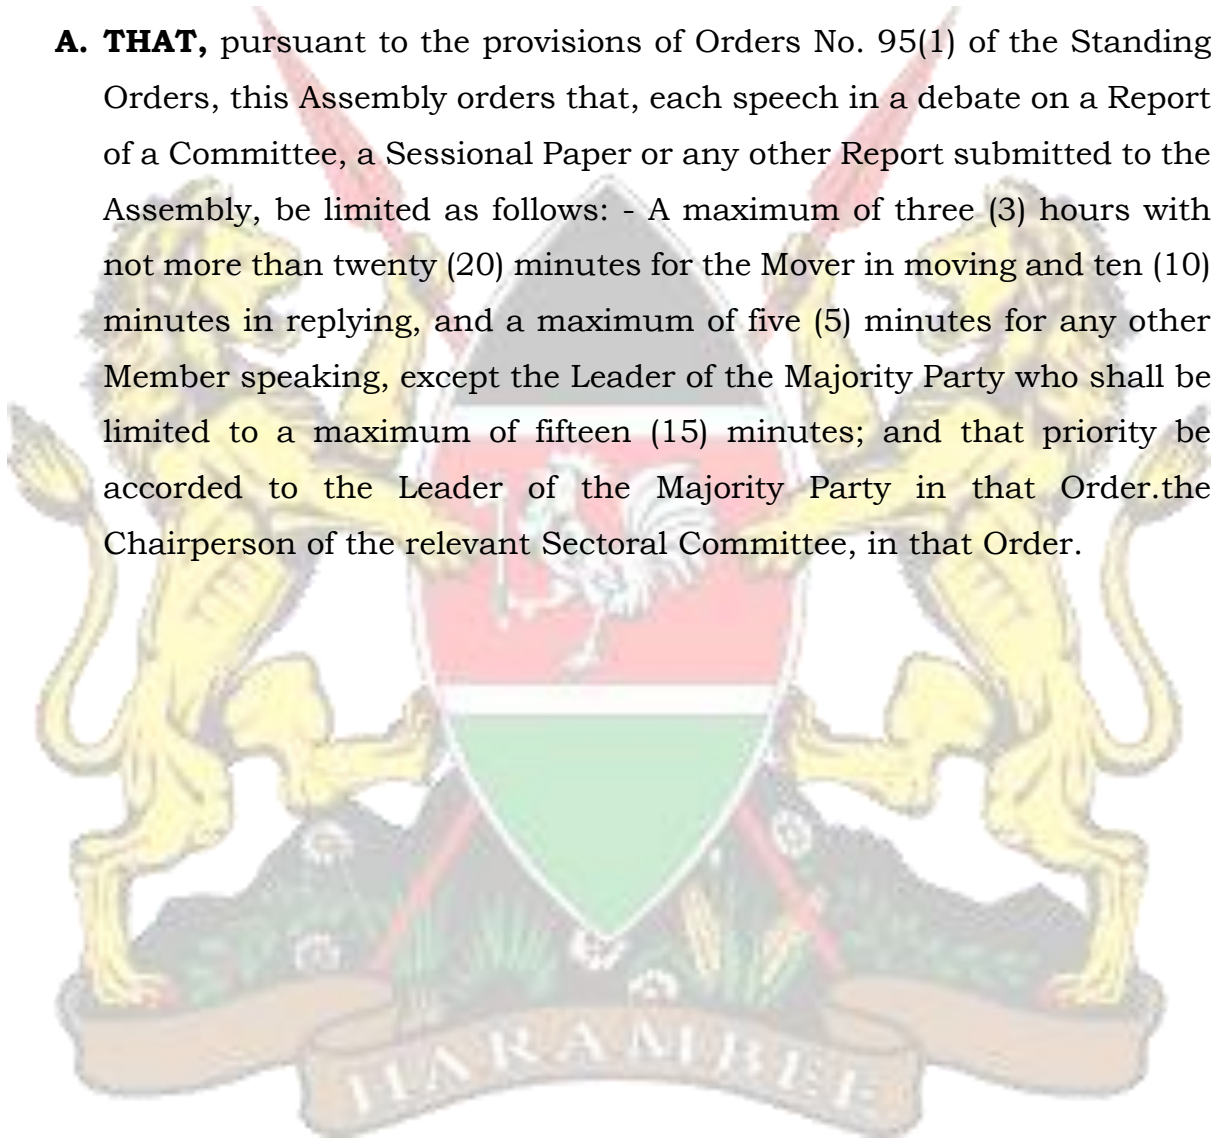 A. THAT, pursuant to the provisions of Orders No. 95(1) of the Standing
Orders, this Assembly orders that, each speech in a debate on a Report
of a Committee, a Sessional Paper or any other Report submitted to the
Assembly, be limited as follows: - A maximum of three (3) hours with
not more than twenty (20) minutes for the Mover in moving and ten (10)
minutes in replying, and a maximum of five (5) minutes for any other
Member speaking, except the Leader of the Majority Party who shall be
limited to a maximum of fifteen (15) minutes; and that priority be
accorded to the Leader of the Majority Party in that Order.the
Chairperson of the relevant Sectoral Committee, in that Order.
HARAMBEE